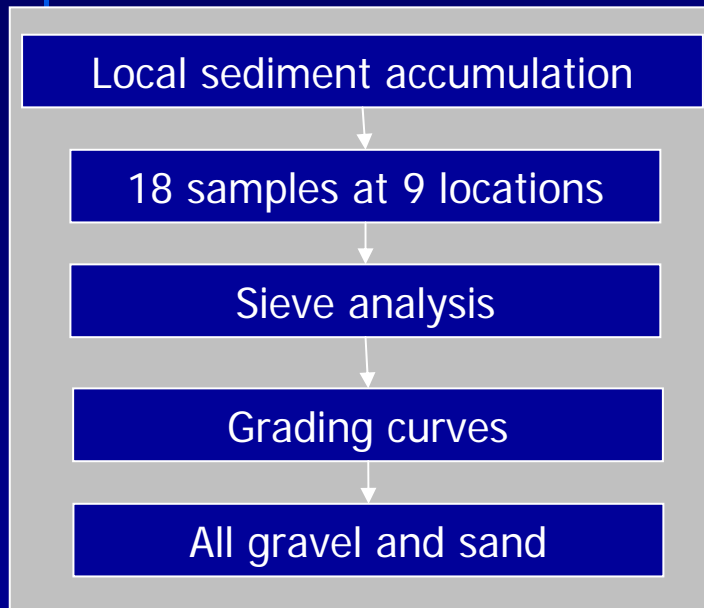 Local sediment accumulation
18 samples at 9 locations
Sieve analysis
Grading curves
All gravel and sand